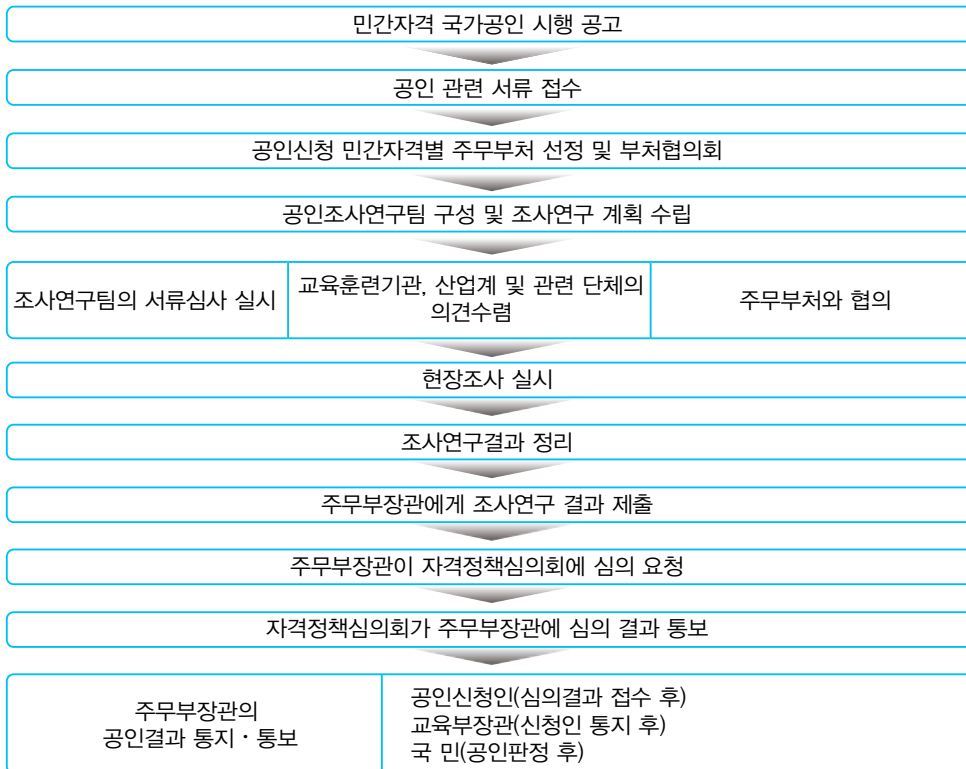 민간자격 국가공인 시행 공고
공인 관련 서류 접수
공인신청 민간자격별 주무부처 선정 및 부처협의회
공인조사연구팀 구성 및 조사연구 계획 수립
조사연구팀의 서류심사 실시
교육훈련기관, 산업계 및 관련 단체의
의견수렴
주무부처와 협의
현장조사 실시
조사연구결과 정리
주무부장관에게 조사연구 결과 제출
주무부장관이 자격정책심의회에 심의 요청
자격정책심의회가 주무부장관에 심의 결과 통보
주무부장관의
공인결과 통지 · 통보
공인신청인(심의결과 접수 후)
교육부장관(신청인 통지 후)
국 민(공인판정 후)